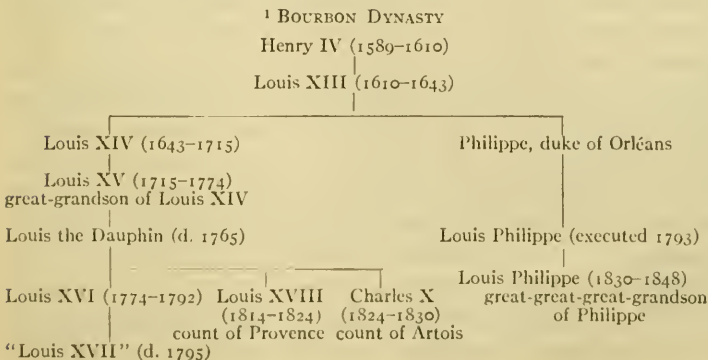 ¹ Bourbon Dynasty
Henry IV (1589–1610)
Louis XIII (1610–1643)
Louis XIV (1643–1715) Philippe, duke of Orléans
Louis XV (1715–1774)
great-grandson of Louis XIV
Louis the Dauphin (d. 1765) Louis Philippe (executed 1793)
Louis XVI (1774–1792) Louis XVIII Charles X Louis Philippe (1830–1848)
(1814–1824) (1824–1830) great-great-great-grandson
count of Provence count of Artois of Philippe
"Louis XVII" (d. 1795)